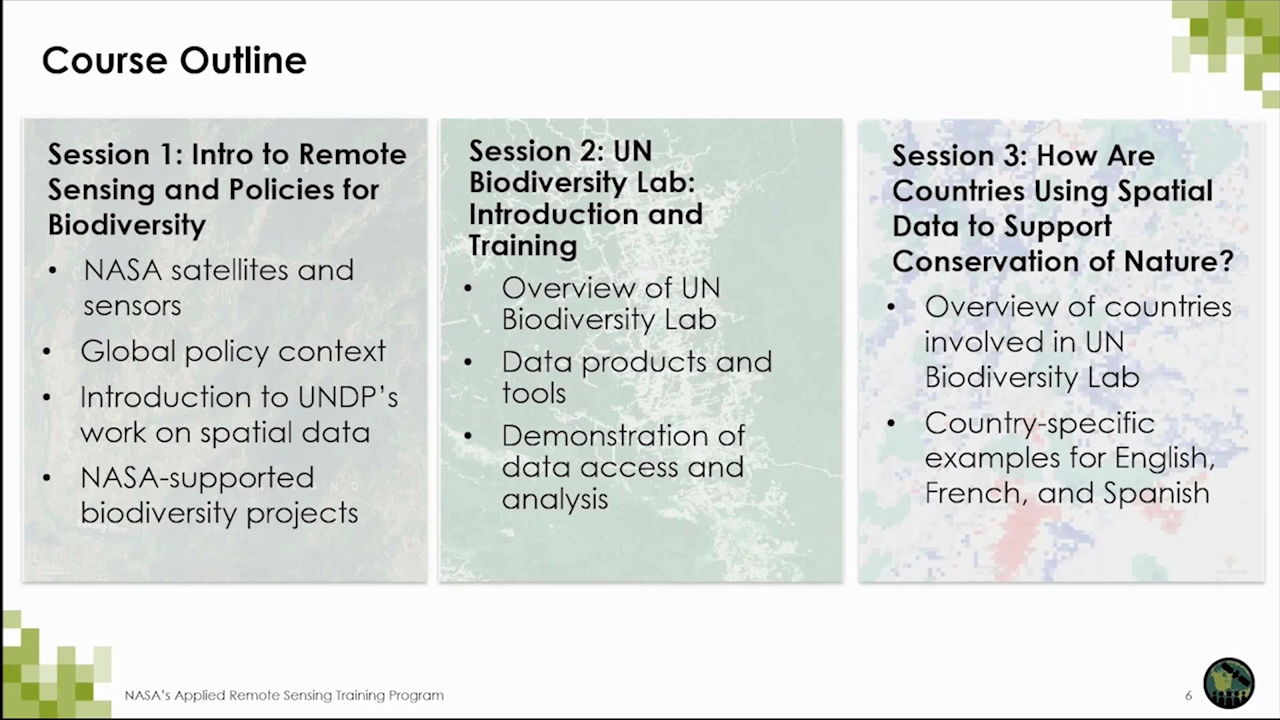 Course Outline
Session 1: Intro to Remote
Sensing and Policies for
Biodiversity
• NASA satellites and
sensors
• Global policy context
• Introduction to UNDP's
work on spatial data
• NASA-supported
biodiversity projects
Session 2: UN
Biodiversity Lab:
Introduction and
Training
• Overview of UN
Biodiversity Lab
• Data products and
tools
• Demonstration of
data access and
analysis
Session 3: How Are
Countries Using Spatial
Data to Support
Conservation of Nature?
• Overview of countries
involved in UN
Biodiversity Lab
• Country-specific
examples for English,
French, and Spanish
NASA's Applied Remote Sensing Training Program
6